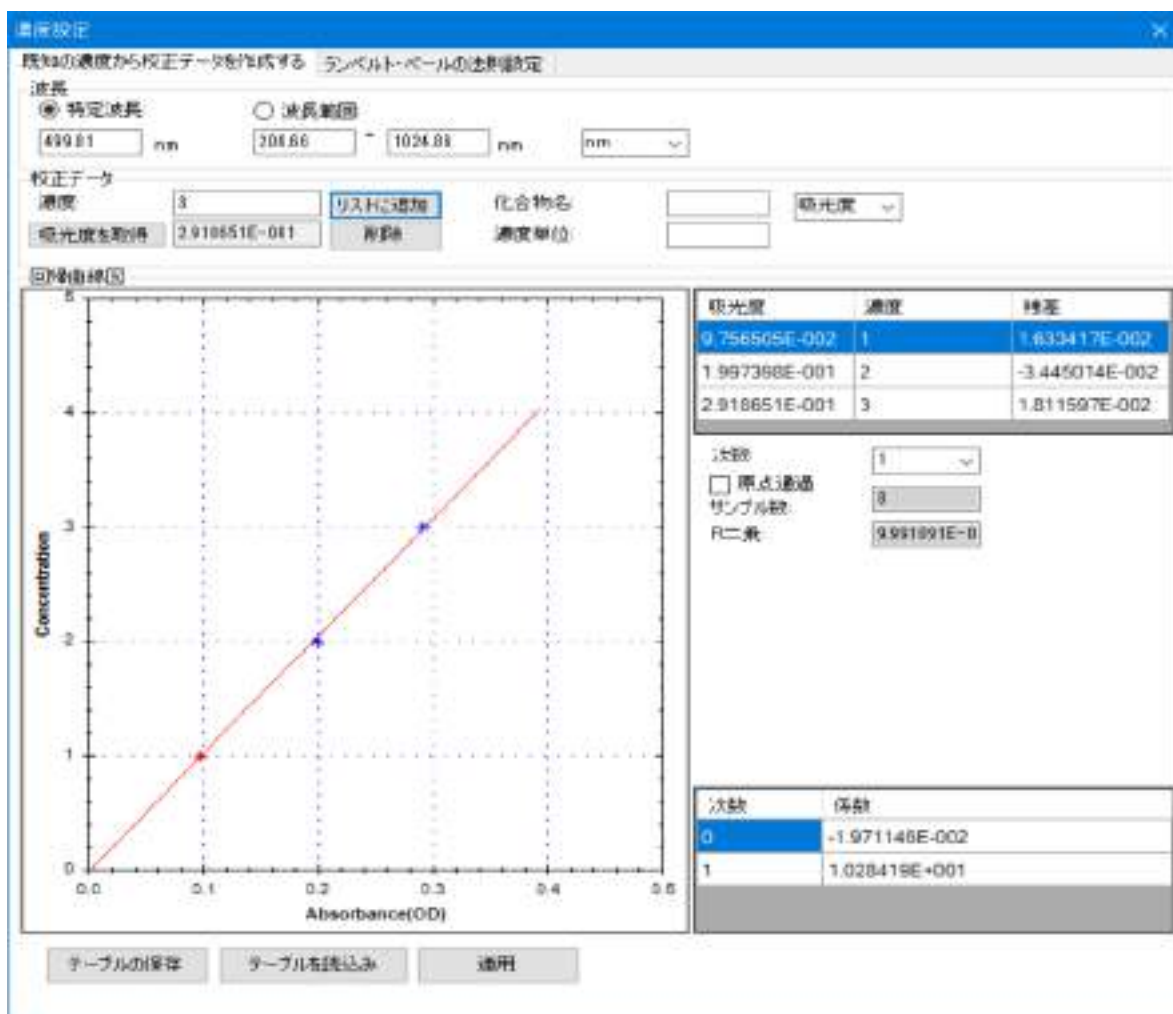 濃度設定
既知の濃度から校正データを作成する ランベルト・ベールの法則設定
波長
特定波長 波長範囲
499.81 nm 1024.88 nm nm
校正データ
濃度 3 リストに追加 化合物名 吸光度
吸光度を取得 2.918651E-001 削除 濃度単位
回帰曲線図
吸光度 濃度 残差
9.756505E-002 1 1.633417E-002
1.997398E-001 2 -3.445014E-002
2.918651E-001 3 1.811597E-002
次数 1
原点通過
サンプル数
R二乗
5
4
3
2
1
0
Concentration
0.0 0.1 0.2 0.3 0.4
Absorbance(OD)
次数 係数
0 -1.971146E-002
1 1.028419E+001
テーブルの保存 テーブルを読込み 適用